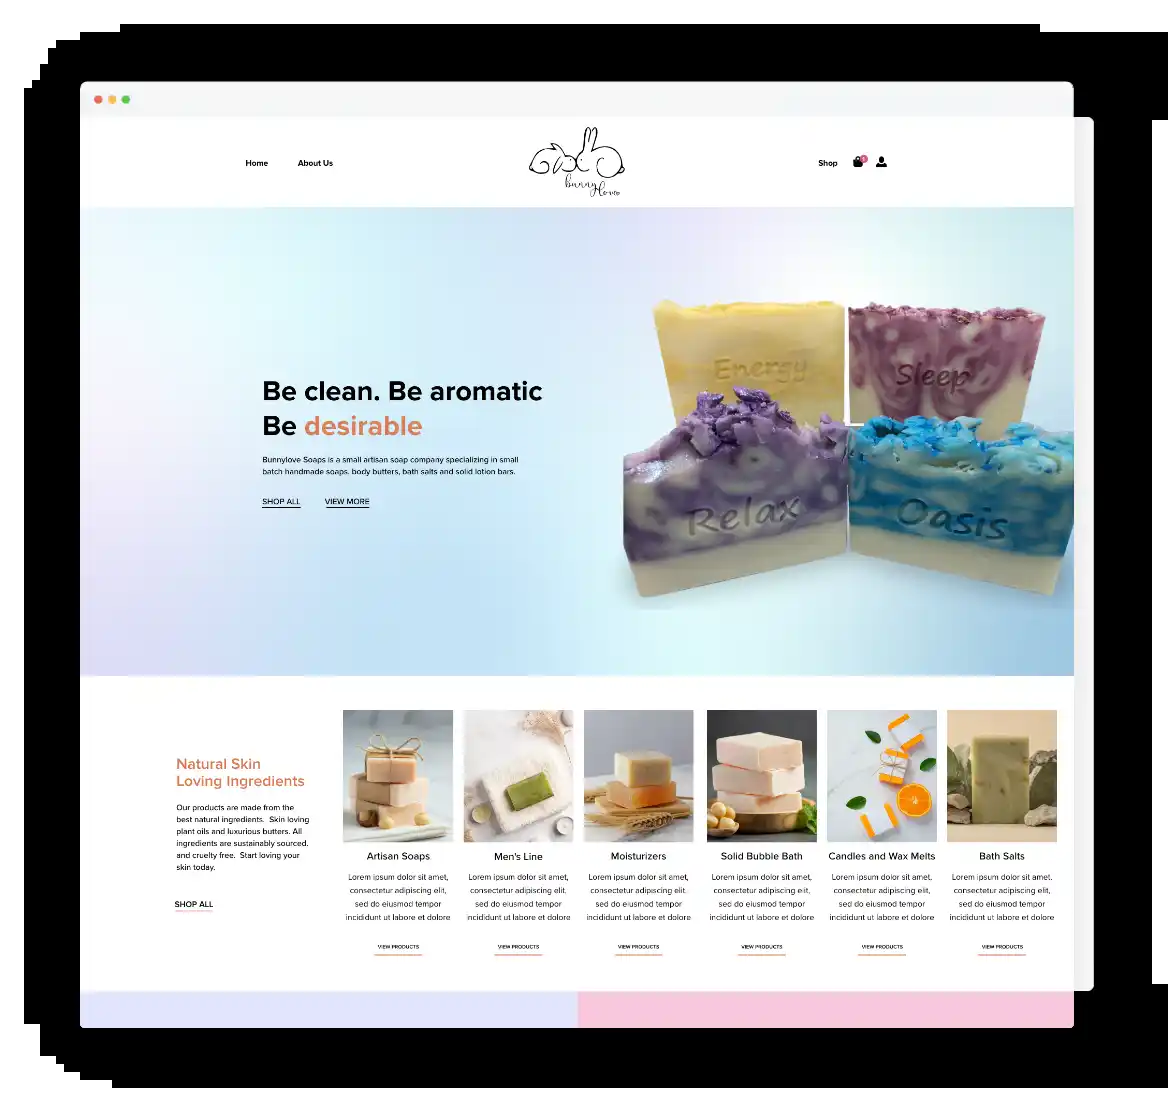 Home
About Us
bunny
love
Shop
Be clean. Be aromatic
Be desirable
Bunnylove Soaps is a small artisan soap company specializing in small
batch handmade soaps, body butters, bath salts and solid lotion bars.
SHOP ALL
VIEW MORE
Energy
Sleep
Relax
Oasis
Natural Skin
Loving Ingredients
Our products are made from the
best natural ingredients. Skin loving
plant oils and luxurious butters. All
ingredients are sustainably sourced,
and cruelty free. Start loving your
skin today.
SHOP ALL
Artisan Soaps
Lorem ipsum dolor sit amet,
consectetur adipiscing elit,
sed do eiusmod tempor
incididunt ut labore et dolore
VIEW PRODUCTS
Men's Line
Lorem ipsum dolor sit amet,
consectetur adipiscing elit,
sed do eiusmod tempor
incididunt ut labore et dolore
VIEW PRODUCTS
Moisturizers
Lorem ipsum dolor sit amet,
consectetur adipiscing elit,
sed do eiusmod tempor
incididunt ut labore et dolore
VIEW PRODUCTS
Solid Bubble Bath
Lorem ipsum dolor sit amet,
consectetur adipiscing elit,
sed do eiusmod tempor
incididunt ut labore et dolore
VIEW PRODUCTS
Candles and Wax Melts
Lorem ipsum dolor sit amet,
consectetur adipiscing elit,
sed do eiusmod tempor
incididunt ut labore et dolore
VIEW PRODUCTS
Bath Salts
Lorem ipsum dolor sit amet,
consectetur adipiscing elit,
sed do eiusmod tempor
incididunt ut labore et dolore
VIEW PRODUCTS